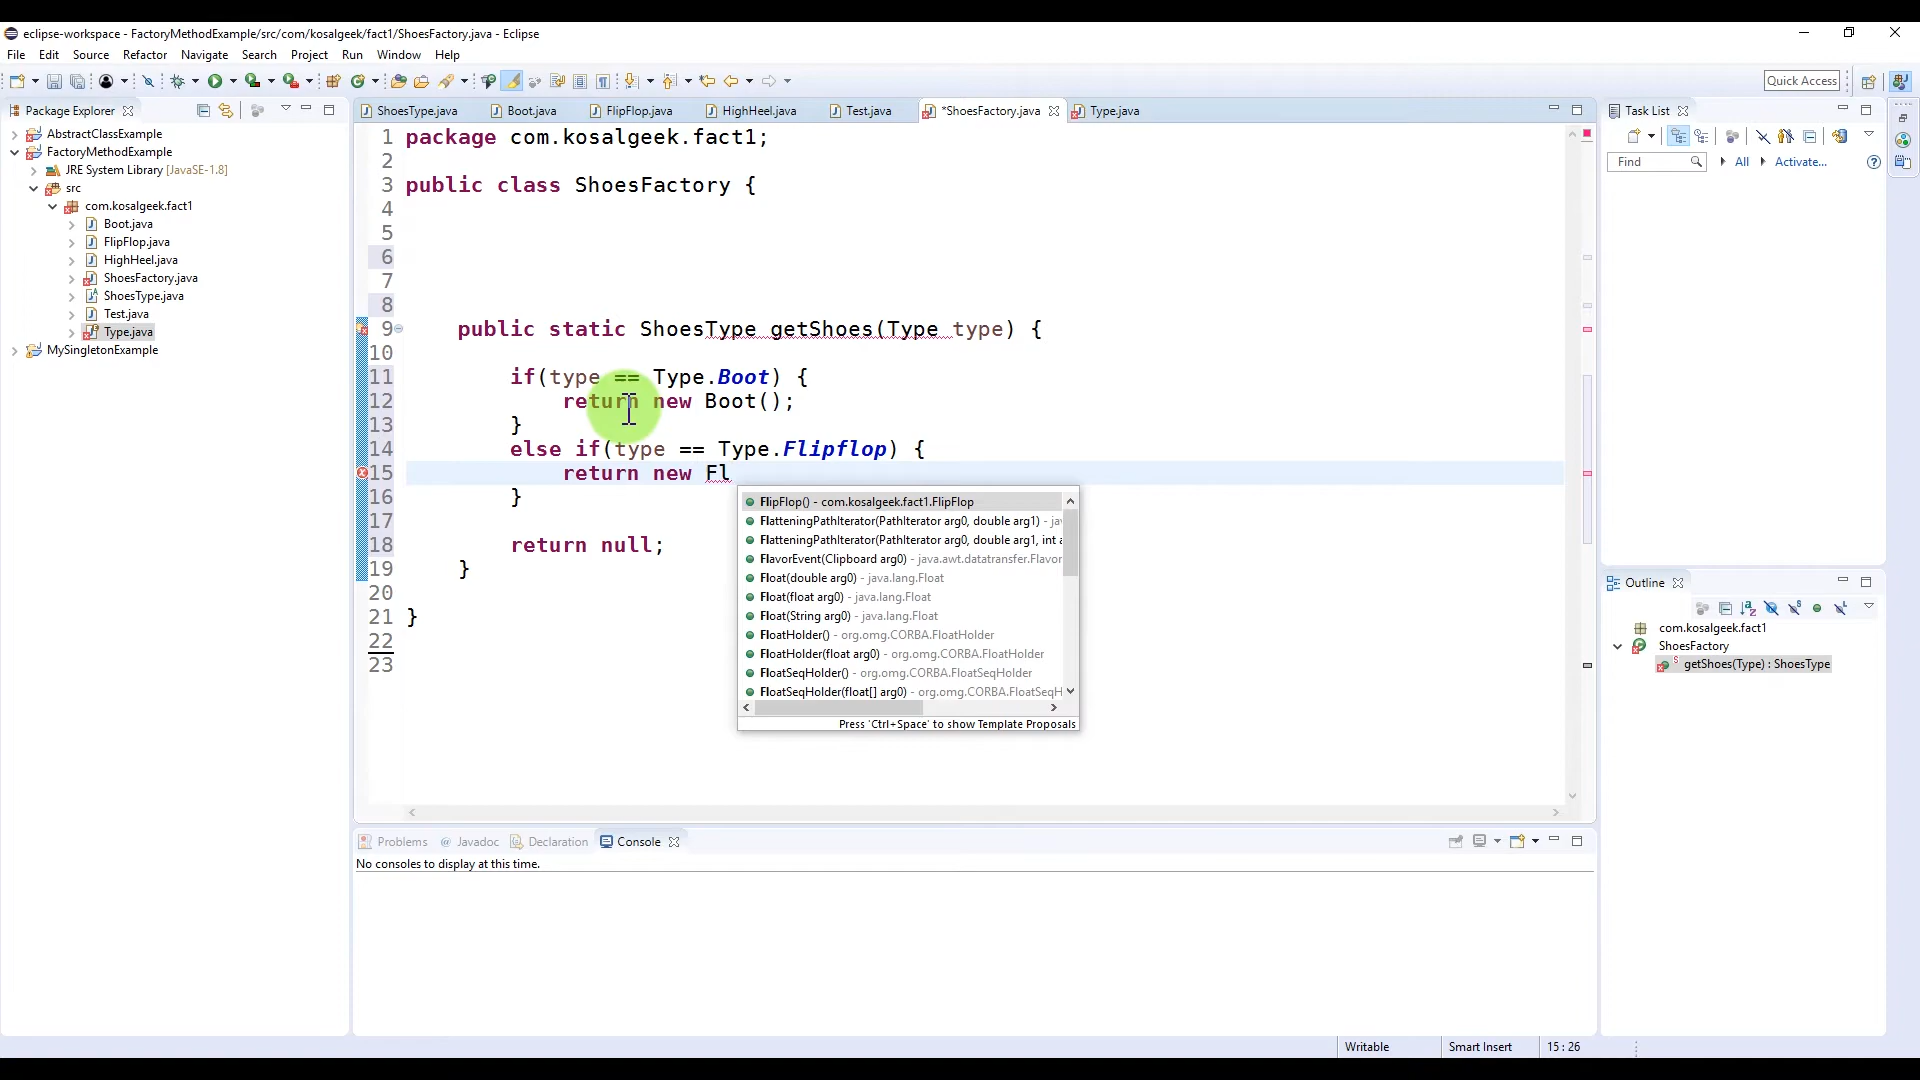 eclipse-workspace - FactoryMethodExample/src/com/kosalgeek/fact1/ShoesFactory.java - Eclipse
File Edit Source Refactor Navigate Search Project Run Window Help
Quick Access
Package Explorer
AbstractClassExample
FactoryMethodExample
JRE System Library [JavaSE-1.8]
src
com.kosalgeek.fact1
Boot.java
FlipFlop.java
HighHeel.java
ShoesFactory.java
ShoesType.java
Test.java
Type.java
MySingletonExample
ShoesType.java Boot.java FlipFlop.java HighHeel.java Test.java *ShoesFactory.java Type.java
1 package com.kosalgeek.fact1;
2
3 public class ShoesFactory {
4
5
6
7
8
9 public static ShoesType getShoes(Type type) {
10
11 if(type == Type.Boot) {
12 return new Boot();
13 }
14 else if(type == Type.Flipflop) {
15 return new Fl
16 }
17
18 return null;
19 }
20
21 }
22
23
FlipFlop() - com.kosalgeek.fact1.FlipFlop
FlatteningPathIterator(PathIterator arg0, double arg1) - ja
FlatteningPathIterator(PathIterator arg0, double arg1, int a
FlavorEvent(Clipboard arg0) - java.awt.datatransfer.Flavor
Float(double arg0) - java.lang.Float
Float(float arg0) - java.lang.Float
Float(String arg0) - java.lang.Float
FloatHolder() - org.omg.CORBA.FloatHolder
FloatHolder(float arg0) - org.omg.CORBA.FloatHolder
FloatSeqHolder() - org.omg.CORBA.FloatSeqHolder
FloatSeqHolder(float[] arg0) - org.omg.CORBA.FloatSeqH
Press 'Ctrl+Space' to show Template Proposals
Problems @ Javadoc Declaration Console
No consoles to display at this time.
Task List
Find All Activate...
Outline
com.kosalgeek.fact1
ShoesFactory
getShoes(Type) : ShoesType
Writable Smart Insert 15 : 26